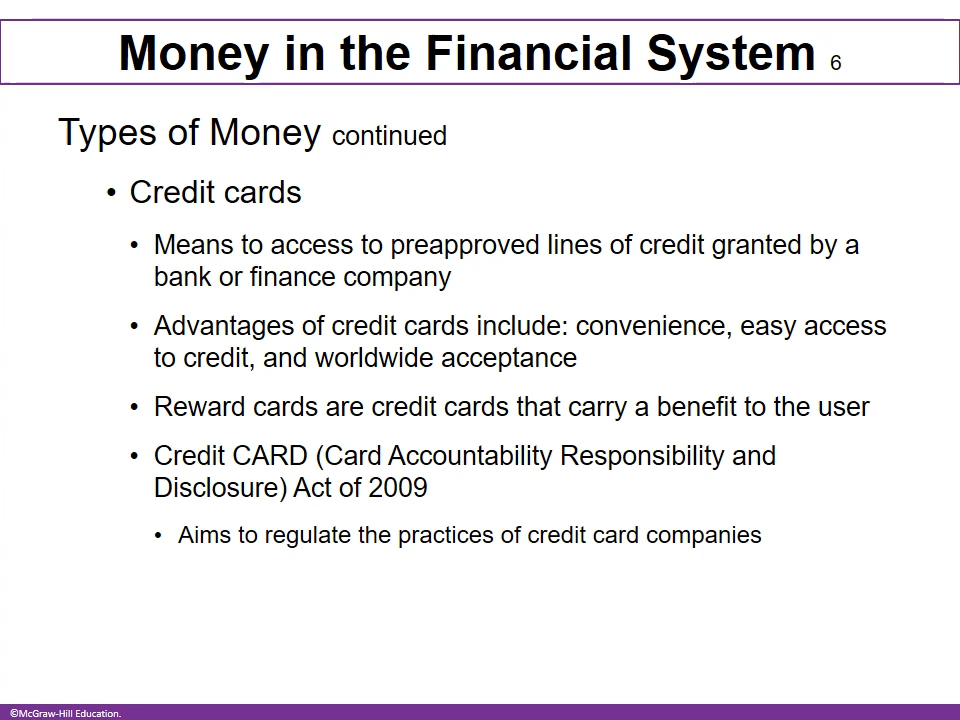 Money in the Financial System 6
Types of Money continued
• Credit cards
• Means to access to preapproved lines of credit granted by a
bank or finance company
• Advantages of credit cards include: convenience, easy access
to credit, and worldwide acceptance
• Reward cards are credit cards that carry a benefit to the user
• Credit CARD (Card Accountability Responsibility and
Disclosure) Act of 2009
• Aims to regulate the practices of credit card companies
©McGraw-Hill Education.